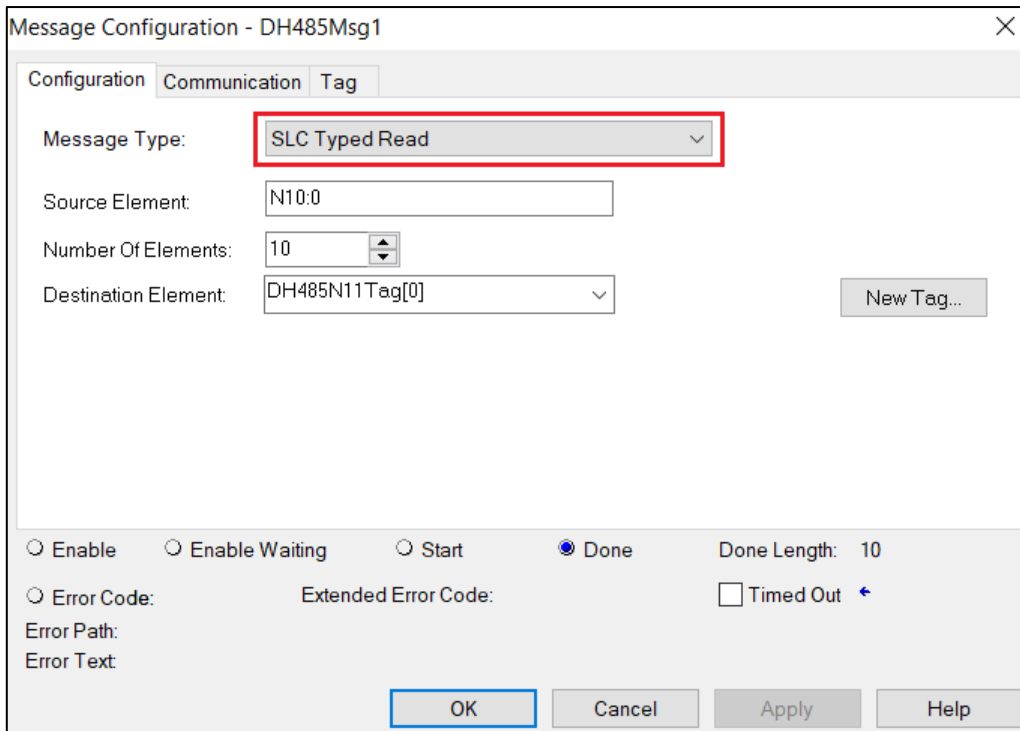 Message Configuration - DH485Msg1
Configuration Communication Tag
Message Type: SLC Typed Read
Source Element: N10:0
Number Of Elements: 10
Destination Element: DH485N11Tag[0] New Tag...
Enable Enable Waiting Start Done Done Length: 10
Error Code: Extended Error Code: Timed Out
Error Path:
Error Text:
OK Cancel Apply Help